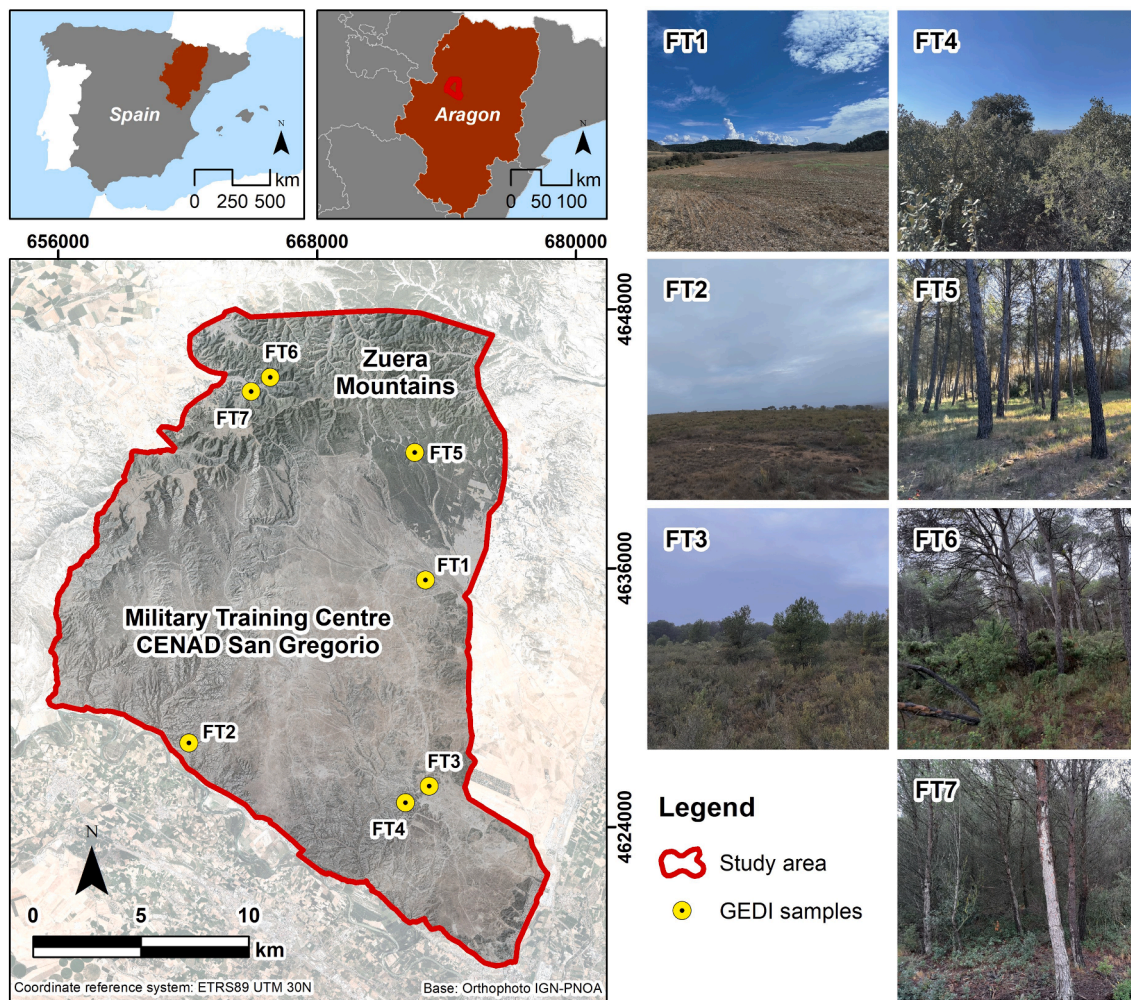 Spain
N
km
0 250 500
Aragon
N
km
0 50 100
656000
668000
680000
4648000
4636000
4624000
FT6
Zuera
Mountains
FT7
FT5
FT1
Military Training Centre
CENAD San Gregorio
FT2
FT3
FT4
N
0 5 10
km
Coordinate reference system: ETRS89 UTM 30N
Base: Orthophoto IGN-PNOA
FT1
FT4
FT2
FT5
FT3
FT6
FT7
Legend
Study area
GEDI samples